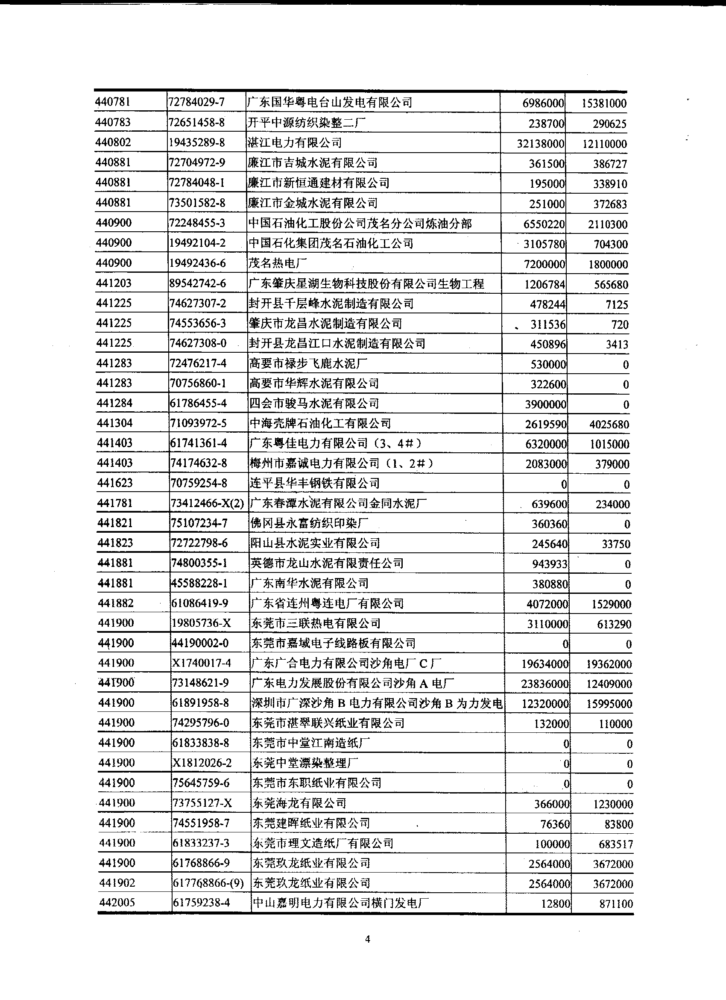 440781 72784029-7 广东国华粤电台山发电有限公司 6986000 15381000
440783 72651458-8 开平中源纺织染整二厂 238700 290625
440802 19435289-8 湛江电力有限公司 32138000 12110000
440881 72704972-9 廉江市吉城水泥有限公司 361500 386727
440881 72784048-1 廉江市新恒通建材有限公司 195000 338910
440881 73501582-8 廉江市金城水泥有限公司 251000 372683
440900 72248455-3 中国石油化工股份公司茂名分公司炼油分部 6550220 2110300
440900 19492104-2 中国石化集团茂名石油化工公司 3105780 704300
440900 19492436-6 茂名热电厂 7200000 1800000
441203 89542742-6 广东肇庆星湖生物科技股份有限公司生物工程 1206784 565680
441225 74627307-2 封开县千层峰水泥制造有限公司 478244 7125
441225 74553656-3 肇庆市龙昌水泥制造有限公司 311536 720
441225 74627308-0 封开县龙昌江口水泥制造有限公司 450896 3413
441283 72476217-4 高要市禄步飞鹿水泥厂 530000 0
441283 70756860-1 高要市华辉水泥有限公司 322600 0
441284 61786455-4 四会市骏马水泥有限公司 3900000 0
441304 71093972-5 中海壳牌石油化工有限公司 2619590 4025680
441403 61741361-4 广东粤佳电力有限公司（3、4＃） 6320000 1015000
441403 74174632-8 梅州市嘉诚电力有限公司（1、2＃） 2083000 379000
441623 70759254-8 连平县华丰钢铁有限公司 0 0
441781 73412466-X(2) 广东春潭水泥有限公司金同水泥厂 639600 234000
441821 75107234-7 佛冈县永富纺织印染厂 360360 0
441823 72722798-6 阳山县水泥实业有限公司 245640 33750
441881 74800355-1 英德市龙山水泥有限责任公司 943933 0
441881 45588228-1 广东南华水泥有限公司 380880 0
441882 61086419-9 广东省连州粤连电厂有限公司 4072000 1529000
441900 19805736-X 东莞市三联热电有限公司 3110000 613290
441900 44190002-0 东莞市嘉域电子线路板有限公司 0 0
441900 X1740017-4 广东广合电力有限公司沙角电厂 C 厂 19634000 19362000
441900 73148621-9 广东电力发展股份有限公司沙角 A 电厂 23836000 12409000
441900 61891958-8 深圳市广深沙角 B 电力有限公司沙角 B 为力发电 12320000 15995000
441900 74295796-0 东莞市湛翠联兴纸业有限公司 132000 110000
441900 61833838-8 东莞市中堂江南造纸厂 0 0
441900 X1812026-2 东莞中堂漂染整理厂 0 0
441900 75645759-6 东莞市东职纸业有限公司 0 0
441900 73755127-X 东莞海龙有限公司 366000 1230000
441900 74551958-7 东莞建晖纸业有限公司 76360 83800
441900 61833237-3 东莞市理文造纸厂有限公司 100000 683517
441900 61768866-9 东莞玖龙纸业有限公司 2564000 3672000
441902 617768866-(9) 东莞玖龙纸业有限公司 2564000 3672000
442005 61759238-4 中山嘉明电力有限公司横门发电厂 12800 871100
4